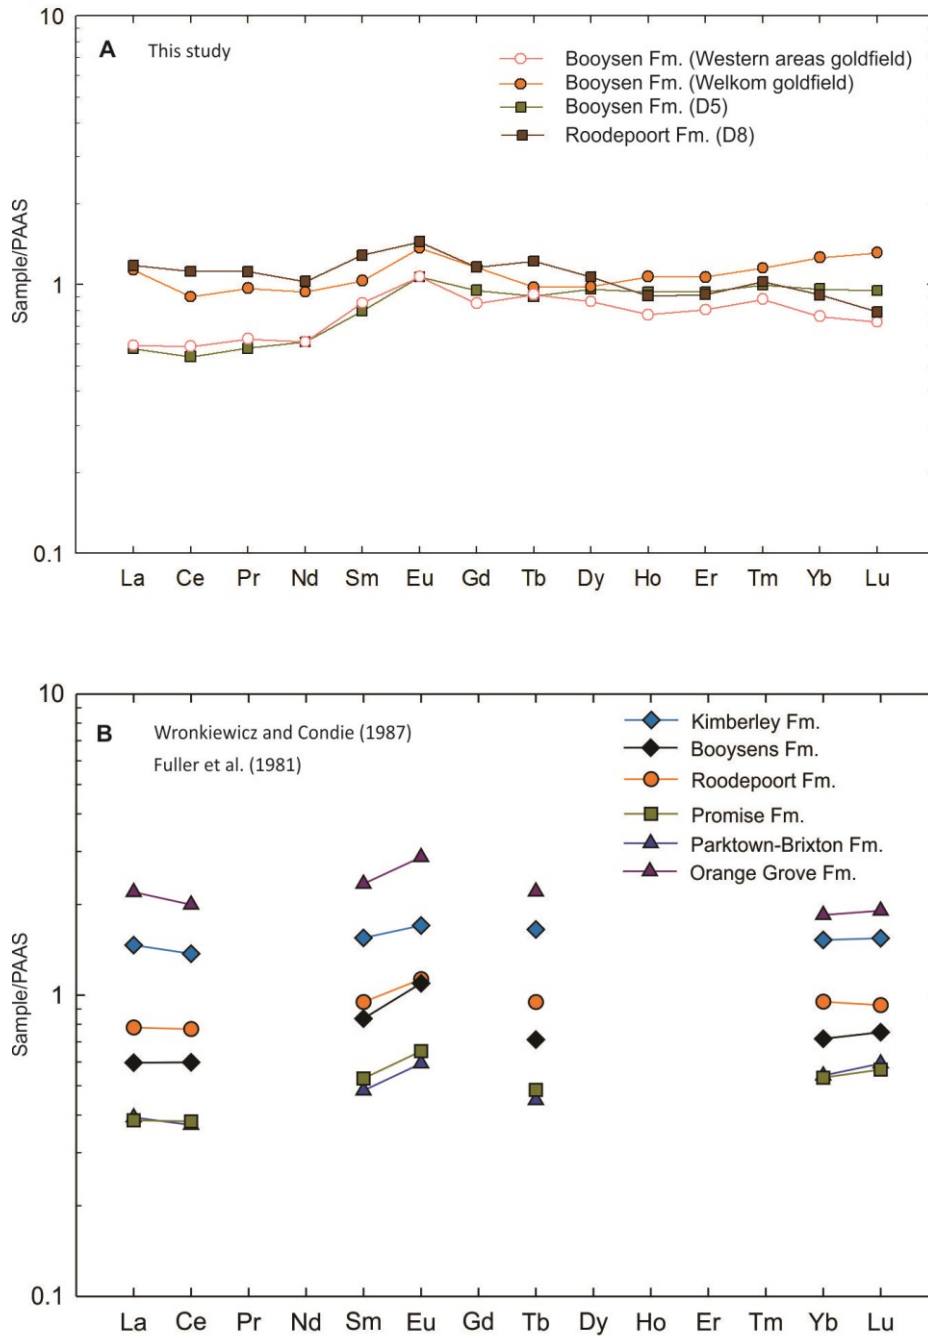 10
A This study
Booysen Fm. (Western areas goldfield)
Booysen Fm. (Welkom goldfield)
Booysen Fm. (D5)
Roodepoort Fm. (D8)
Sample/PAAS
1
0.1
La Ce Pr Nd Sm Eu Gd Tb Dy Ho Er Tm Yb Lu
10
B Wronkiewicz and Condie (1987)
Fuller et al. (1981)
Kimberley Fm.
Booysens Fm.
Roodepoort Fm.
Promise Fm.
Parktown-Brixton Fm.
Orange Grove Fm.
Sample/PAAS
1
0.1
La Ce Pr Nd Sm Eu Gd Tb Dy Ho Er Tm Yb Lu